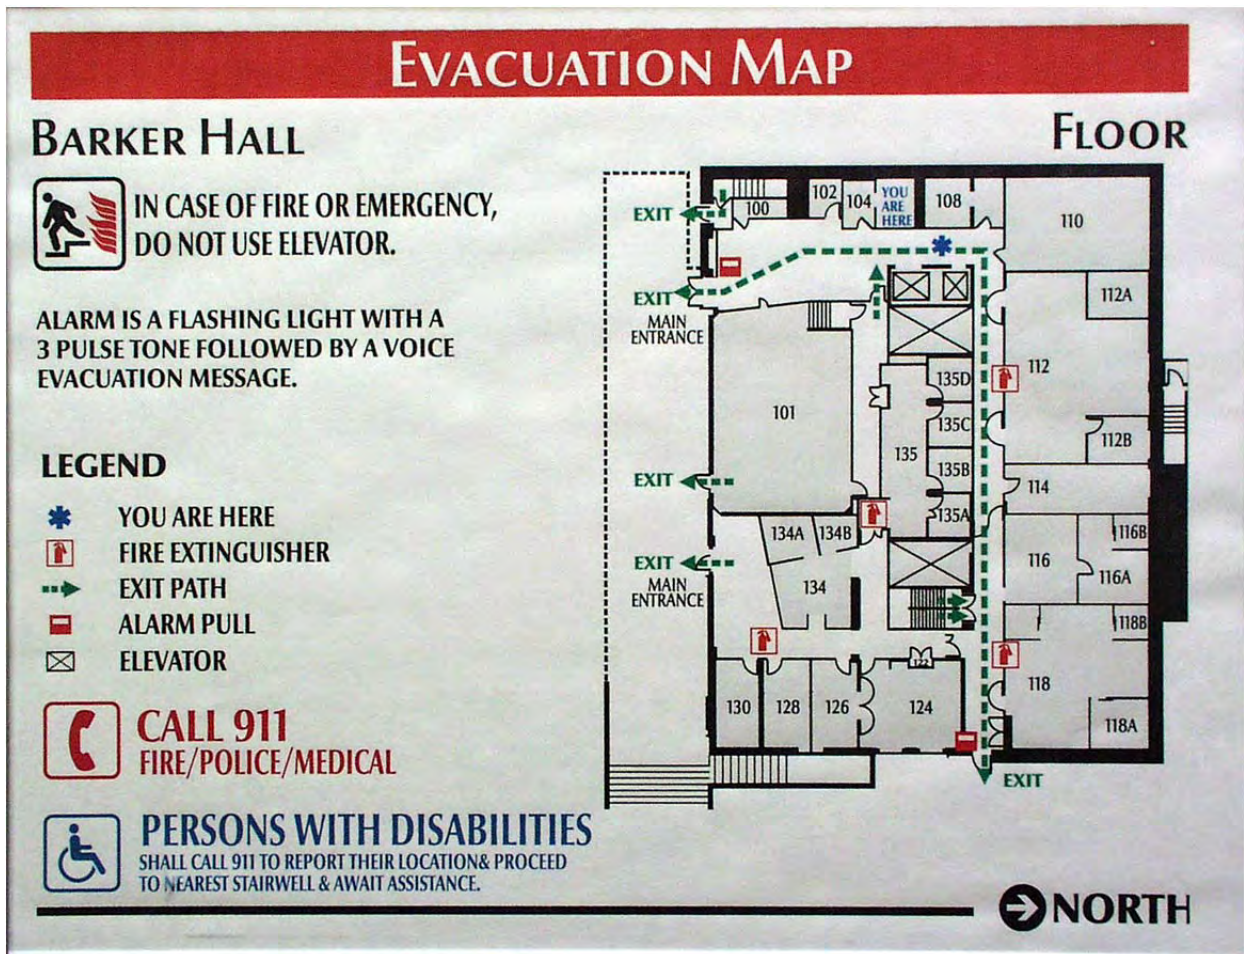 EVACUATION MAP
BARKER HALL
FLOOR
IN CASE OF FIRE OR EMERGENCY,
DO NOT USE ELEVATOR.
ALARM IS A FLASHING LIGHT WITH A
3 PULSE TONE FOLLOWED BY A VOICE
EVACUATION MESSAGE.
LEGEND
YOU ARE HERE
FIRE EXTINGUISHER
EXIT PATH
ALARM PULL
ELEVATOR
CALL 911
FIRE/POLICE/MEDICAL
PERSONS WITH DISABILITIES
SHALL CALL 911 TO REPORT THEIR LOCATION& PROCEED
TO NEAREST STAIRWELL & AWAIT ASSISTANCE.
EXIT
100
102
104
YOU
ARE
HERE
108
110
EXIT
MAIN
ENTRANCE
112A
112
135D
101
135C
112B
135
135B
EXIT
114
135A
134A
134B
116B
EXIT
MAIN
ENTRANCE
134
116
116A
118B
122
118
130
128
126
124
118A
EXIT
NORTH